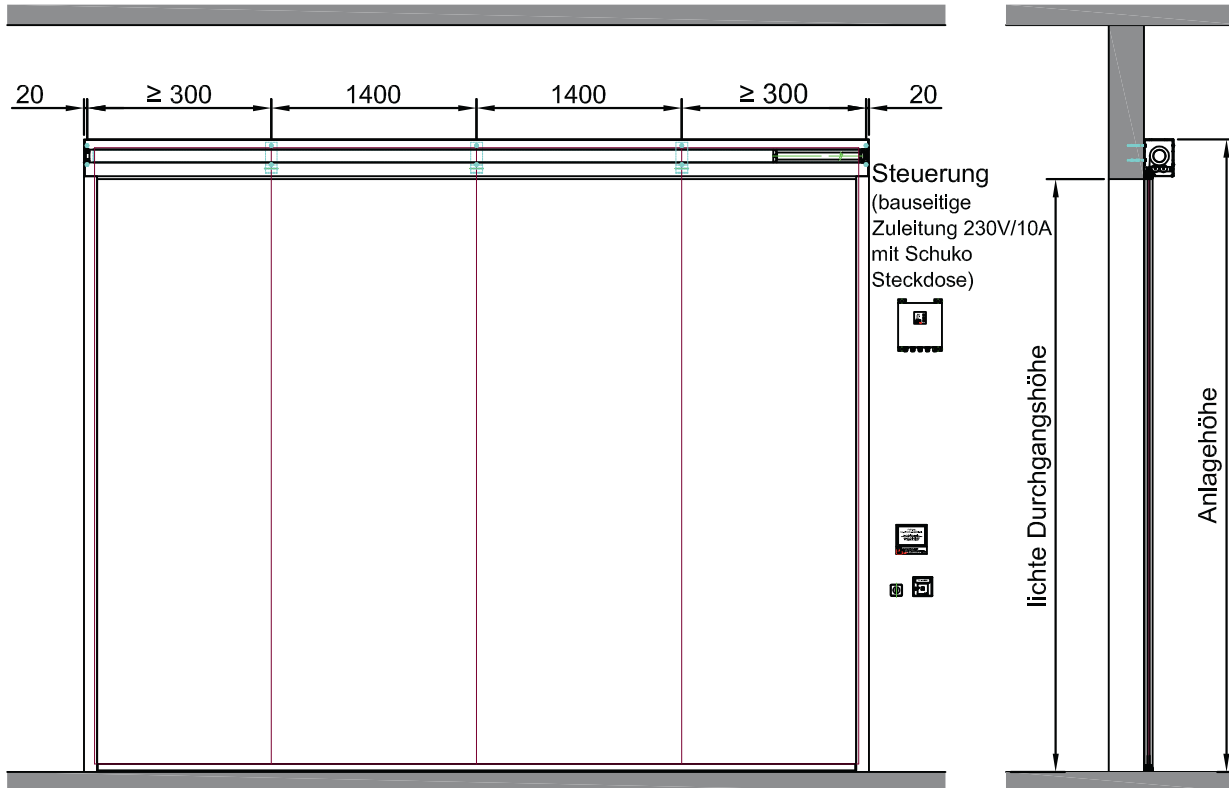 20 ≥ 300 1400 1400 ≥ 300 20
Steuerung
(bauseitige
Zuleitung 230V/10A
mit Schuko
Steckdose)
lichte Durchgangshöhe
Anlagehöhe